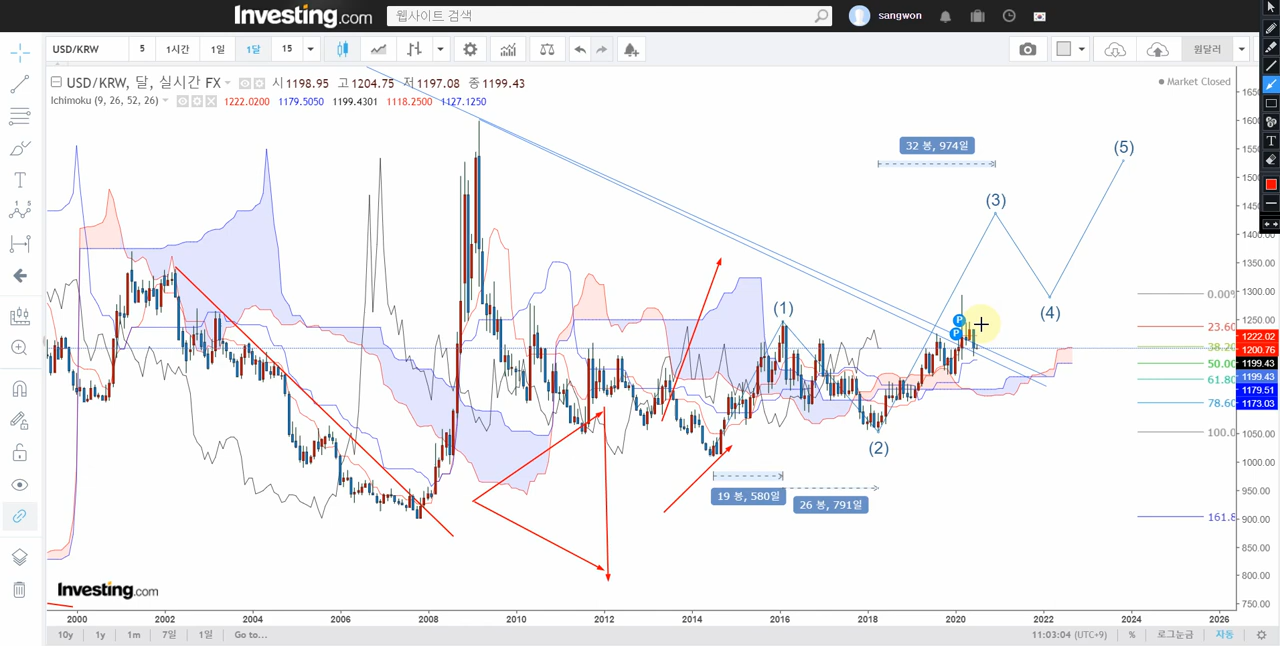 Investing.com 웹사이트 검색 sangwon
USD/KRW 5 1시간 1일 1달 15 원달러
USD/KRW, 달, 실시간 FX 시 1198.95 고 1204.75 저 1197.08 종 1199.43
Market Closed
Ichimoku (9, 26, 52, 26) 1222.0200 1179.5050 1199.4301 1118.2500 1127.1250
T
T
32 봉, 974일
(5)
(3)
(1)
(4)
(2)
P
P
19 봉, 580일
26 봉, 791일
0.00%
23.60
38.20
50.00
61.80
78.60
100.0
161.8
1650
1600
1550
1500
1450
1400.00
1350.00
1300.00
1250.00
1222.02
1200.76
1199.43
1199.43
1179.51
1173.03
1050.00
1000.00
950.00
900.00
850.00
800.00
750.00
Investing.com
2000 2002 2004 2006 2008 2010 2012 2014 2016 2018 2020 2022 2024 2026
10y 1y 1m 7일 1일 Go to... 11:03:04 (UTC+9) % 로그눈금 자동